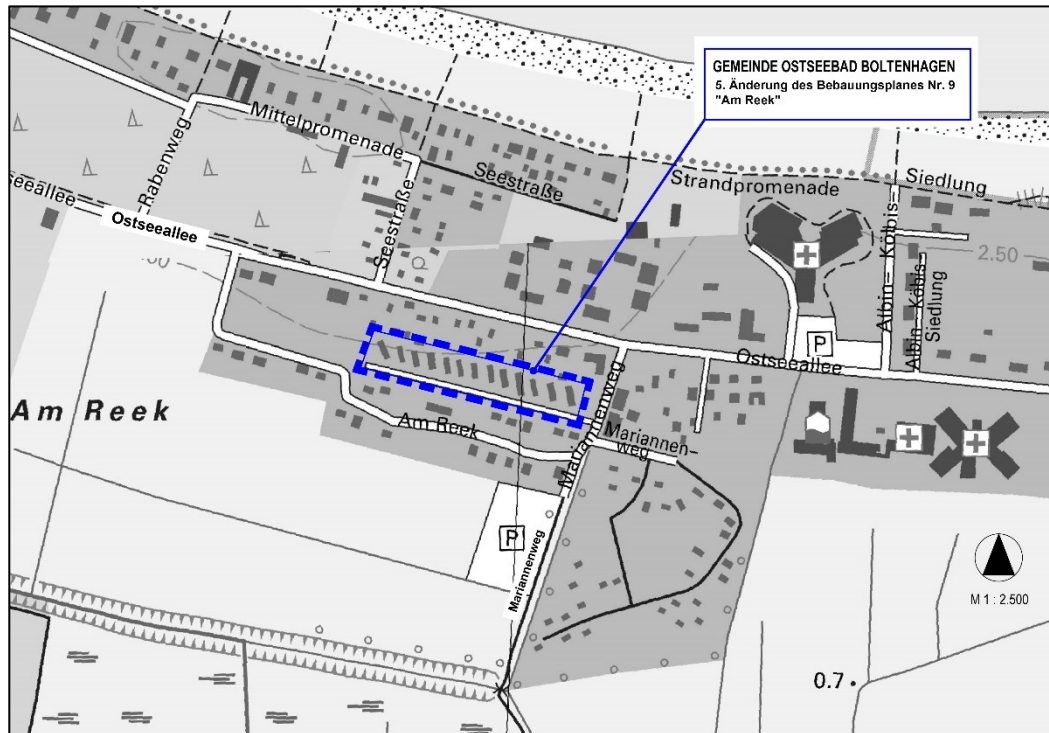 GEMEINDE OSTSEEBAD BOLTENHAGEN
5. Änderung des Bebauungsplanes Nr. 9
"Am Reek"
Mittelpromenade
Rabenweg
Seestraße
Seestraße
Strandpromenade
Siedlung
seeallee
Ostseeallee
Albin- Kölbis-
Albin- Köbis-
Siedlung
2.50
.50
P
Ostseeallee
Am Reek
Am Reek
Mariannenweg
Mariannen-
weg
P
Mariannenweg
M 1 : 2.500
0.7